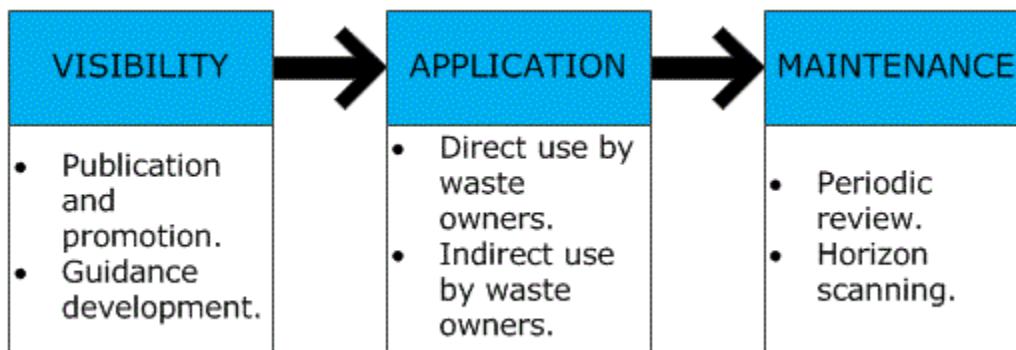 VISIBILITY
• Publication
and
promotion.
• Guidance
development.
APPLICATION
• Direct use by
waste
owners.
• Indirect use
by waste
owners.
MAINTENANCE
• Periodic
review.
• Horizon
scanning.